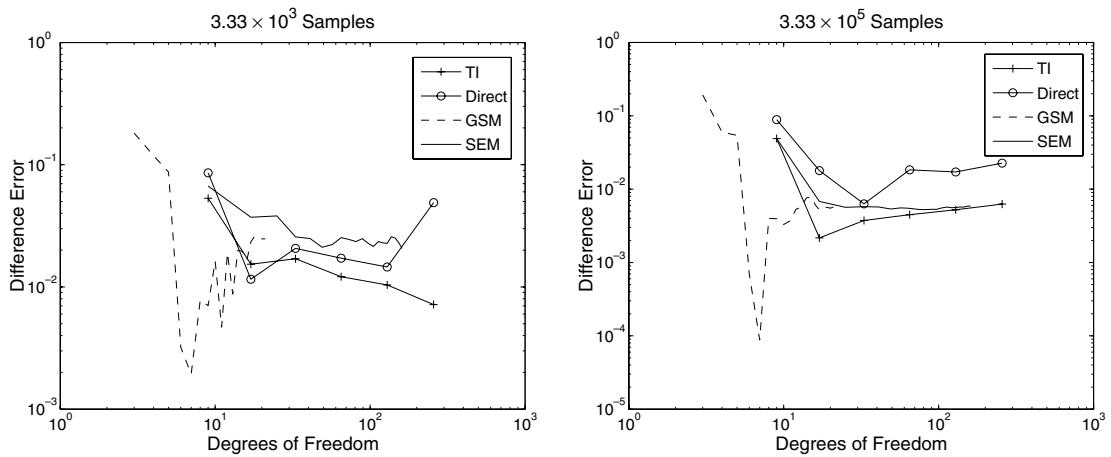 3.33 × 10³ Samples
10⁰
10⁻¹
10⁻²
10⁻³
Difference Error
TI
Direct
GSM
SEM
10⁰
10¹
10²
10³
Degrees of Freedom
3.33 × 10⁵ Samples
10⁰
10⁻¹
10⁻²
10⁻³
10⁻⁴
10⁻⁵
Difference Error
TI
Direct
GSM
SEM
10⁰
10¹
10²
10³
Degrees of Freedom